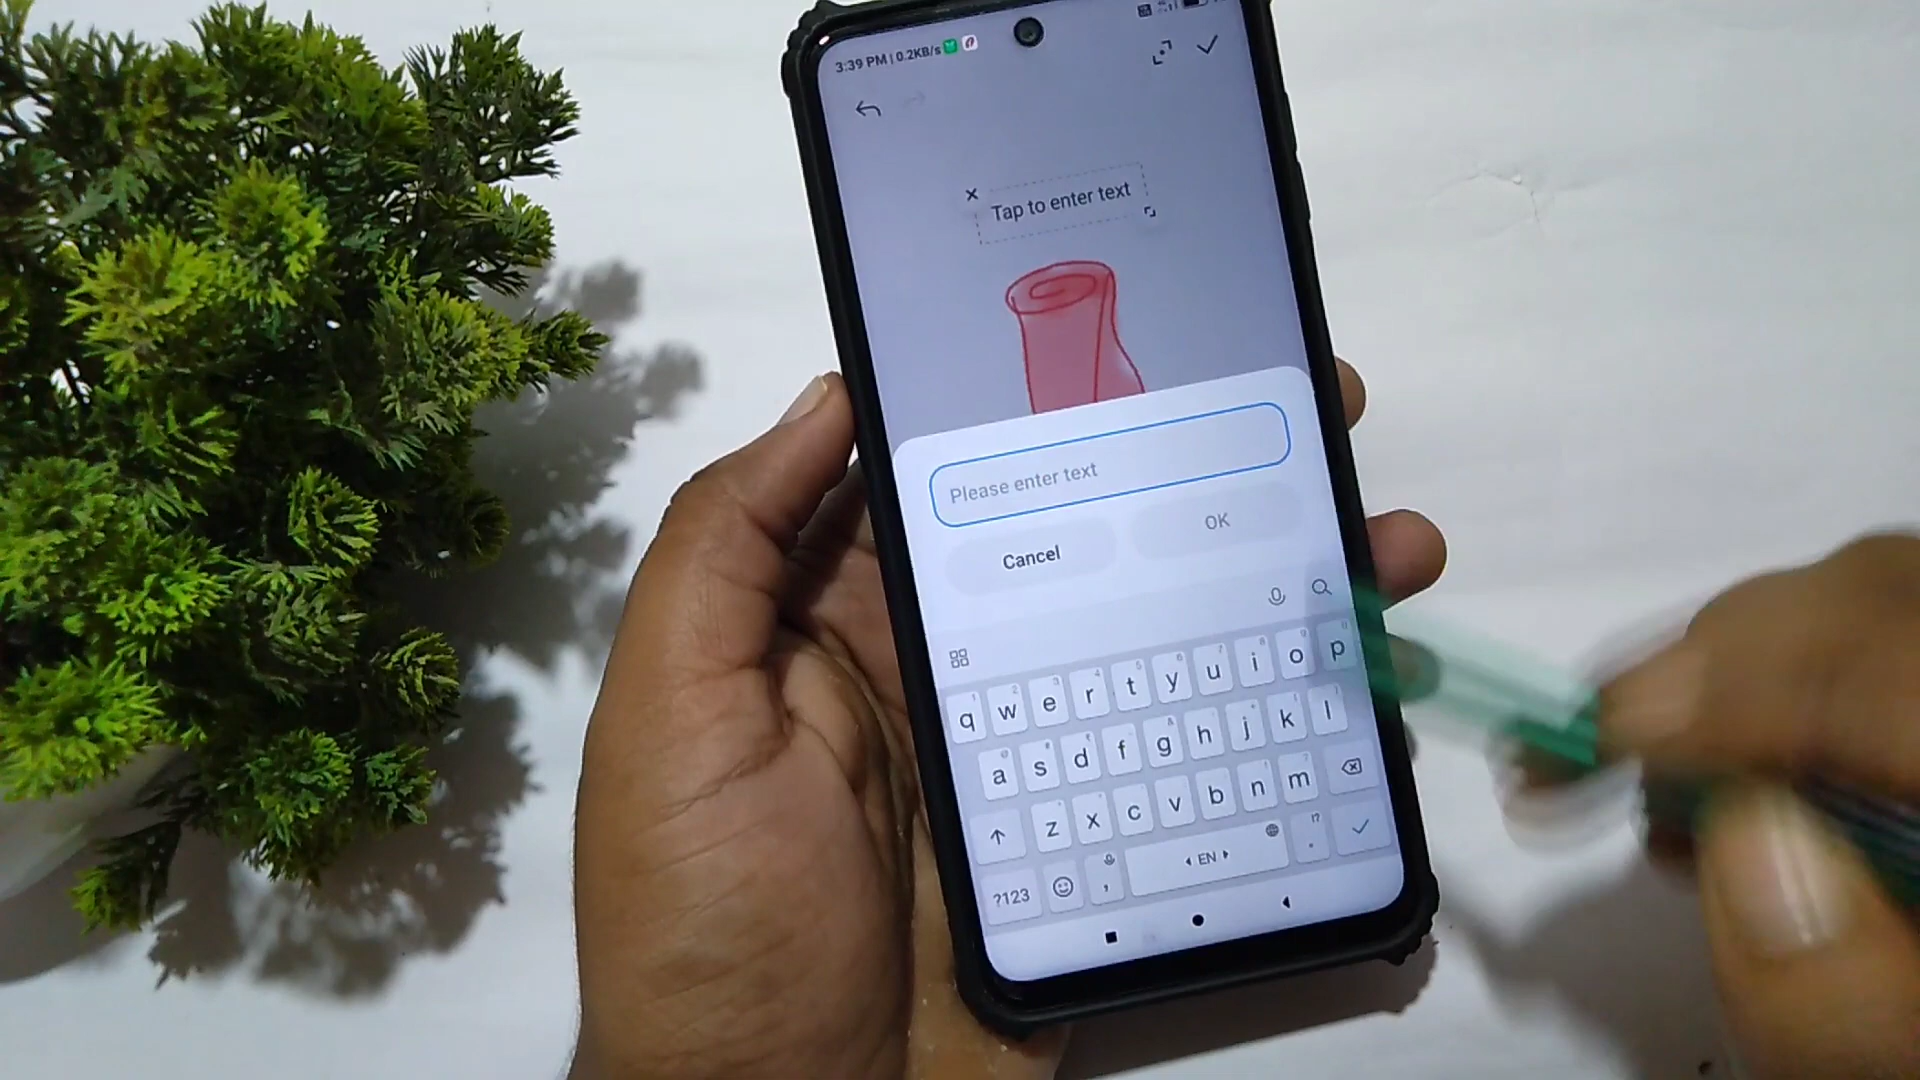 3:39 PM | 0.2KB/s
Tap to enter text
Please enter text
Cancel
OK
q w e r t y u i o p
a s d f g h j k l
z x c v b n m
?123 , EN .